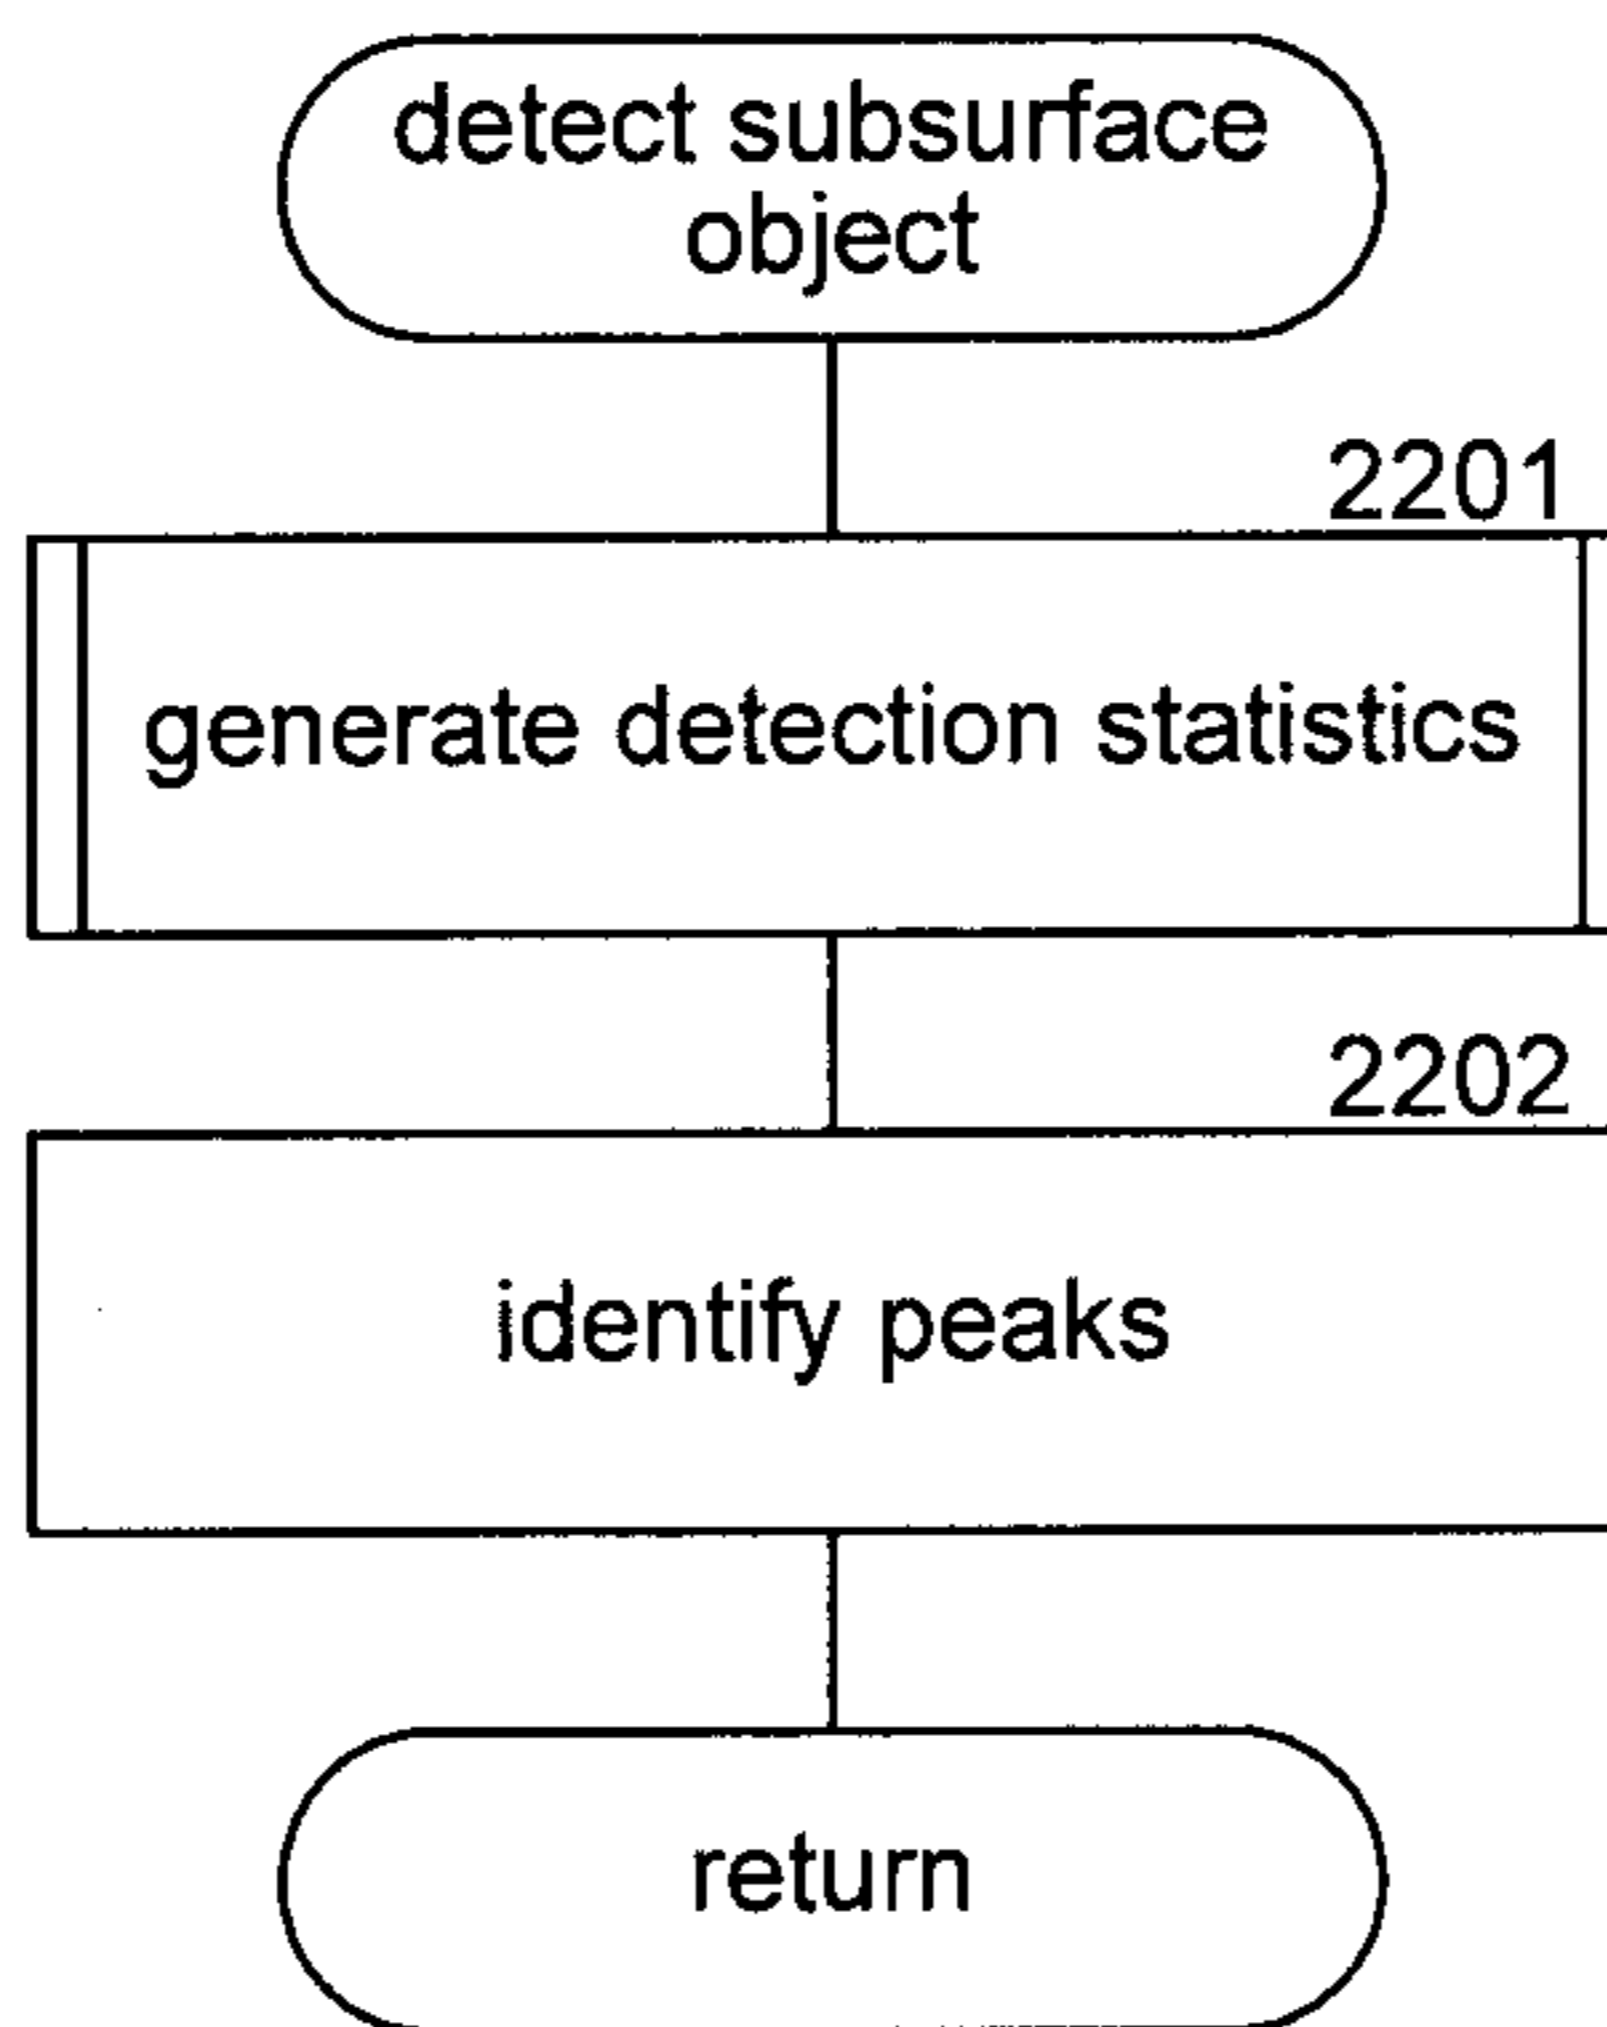 detect subsurface
object
2201
generate detection statistics
2202
identify peaks
return